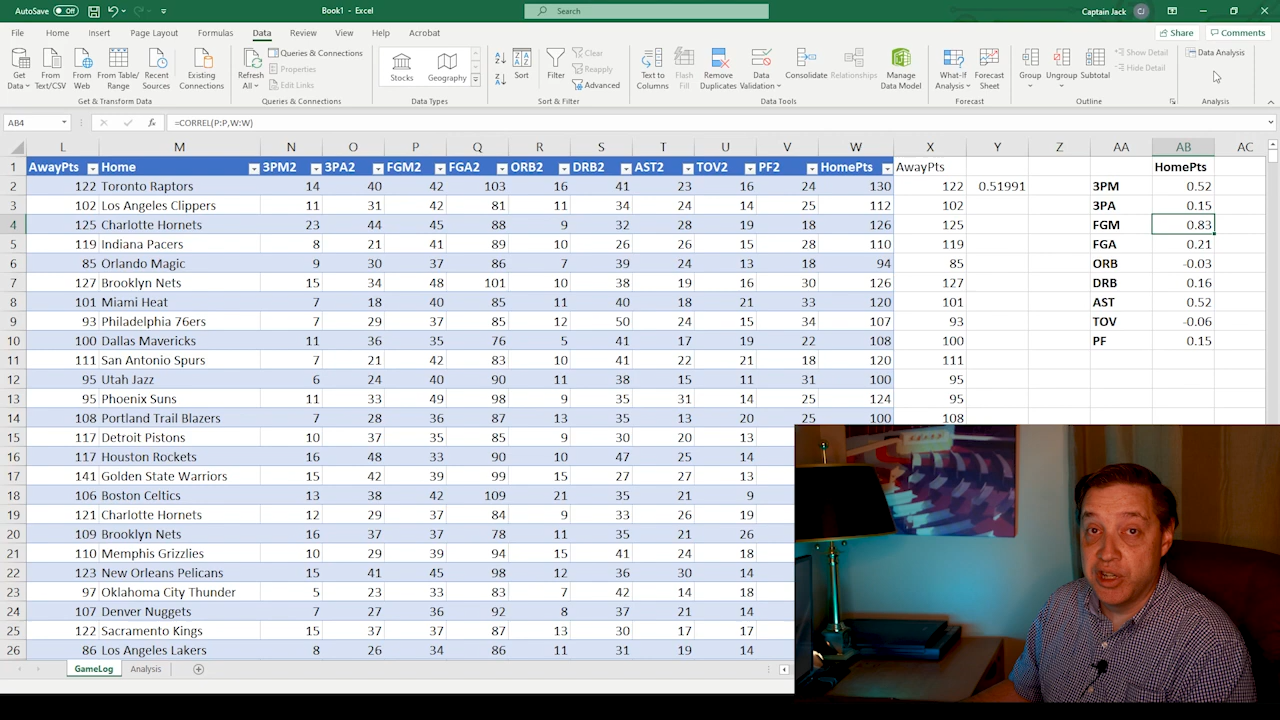 AutoSave Off Book1 - Excel Search Captain Jack
File Home Insert Page Layout Formulas Data Review View Help Acrobat Share Comments
Get Data From Text/CSV From Web From Table/ Range Recent Sources Existing Connections Get & Transform Data
Refresh All Queries & Connections Properties Edit Links Queries & Connections
Stocks Geography Data Types
Sort Filter Clear Reapply Advanced Sort & Filter
Text to Columns Flash Fill Remove Duplicates Data Validation Consolidate Relationships Manage Data Model Data Tools
What-If Analysis Forecast Sheet Forecast
Group Ungroup Subtotal Show Detail Hide Detail Outline
Data Analysis Analysis
AB4 fx =CORREL(P:P,W:W)
L M N O P Q R S T U V W X Y Z AA AB AC
1 AwayPts Home 3PM2 3PA2 FGM2 FGA2 ORB2 DRB2 AST2 TOV2 PF2 HomePts AwayPts HomePts
2 122 Toronto Raptors 14 40 42 103 16 41 23 16 24 130 122 0.51991 3PM 0.52
3 102 Los Angeles Clippers 11 31 42 81 11 34 24 14 25 112 102 3PA 0.15
4 125 Charlotte Hornets 23 44 45 88 9 32 28 19 18 126 125 FGM 0.83
5 119 Indiana Pacers 8 21 41 89 10 26 26 15 28 110 119 FGA 0.21
6 85 Orlando Magic 9 30 37 86 7 39 24 13 18 94 85 ORB -0.03
7 127 Brooklyn Nets 15 34 48 101 10 38 19 16 30 126 127 DRB 0.16
8 101 Miami Heat 7 18 40 85 11 40 18 21 33 120 101 AST 0.52
9 93 Philadelphia 76ers 7 29 37 85 12 50 24 15 34 107 93 TOV -0.06
10 100 Dallas Mavericks 11 36 35 76 5 41 17 19 22 108 100 PF 0.15
11 111 San Antonio Spurs 7 21 42 83 10 41 22 21 18 120 111
12 95 Utah Jazz 6 24 40 90 11 38 15 11 31 100 95
13 95 Phoenix Suns 11 33 49 98 9 35 31 14 25 124 95
14 108 Portland Trail Blazers 7 28 36 87 13 35 13 20 25 100 108
15 117 Detroit Pistons 10 37 35 85 9 30 20 13
16 117 Houston Rockets 16 48 33 90 10 47 25 14
17 141 Golden State Warriors 15 42 39 99 15 27 27 13
18 106 Boston Celtics 13 38 42 109 21 35 21 9
19 121 Charlotte Hornets 12 29 37 84 9 33 26 19
20 109 Brooklyn Nets 16 37 37 78 11 35 21 26
21 110 Memphis Grizzlies 10 29 39 94 15 41 24 18
22 123 New Orleans Pelicans 15 41 45 98 12 36 30 14
23 97 Oklahoma City Thunder 5 23 33 83 7 42 14 18
24 107 Denver Nuggets 7 27 36 92 8 37 21 14
25 122 Sacramento Kings 15 37 37 87 13 30 17 17
26 86 Los Angeles Lakers 8 26 34 86 11 31 19 14
GameLog Analysis